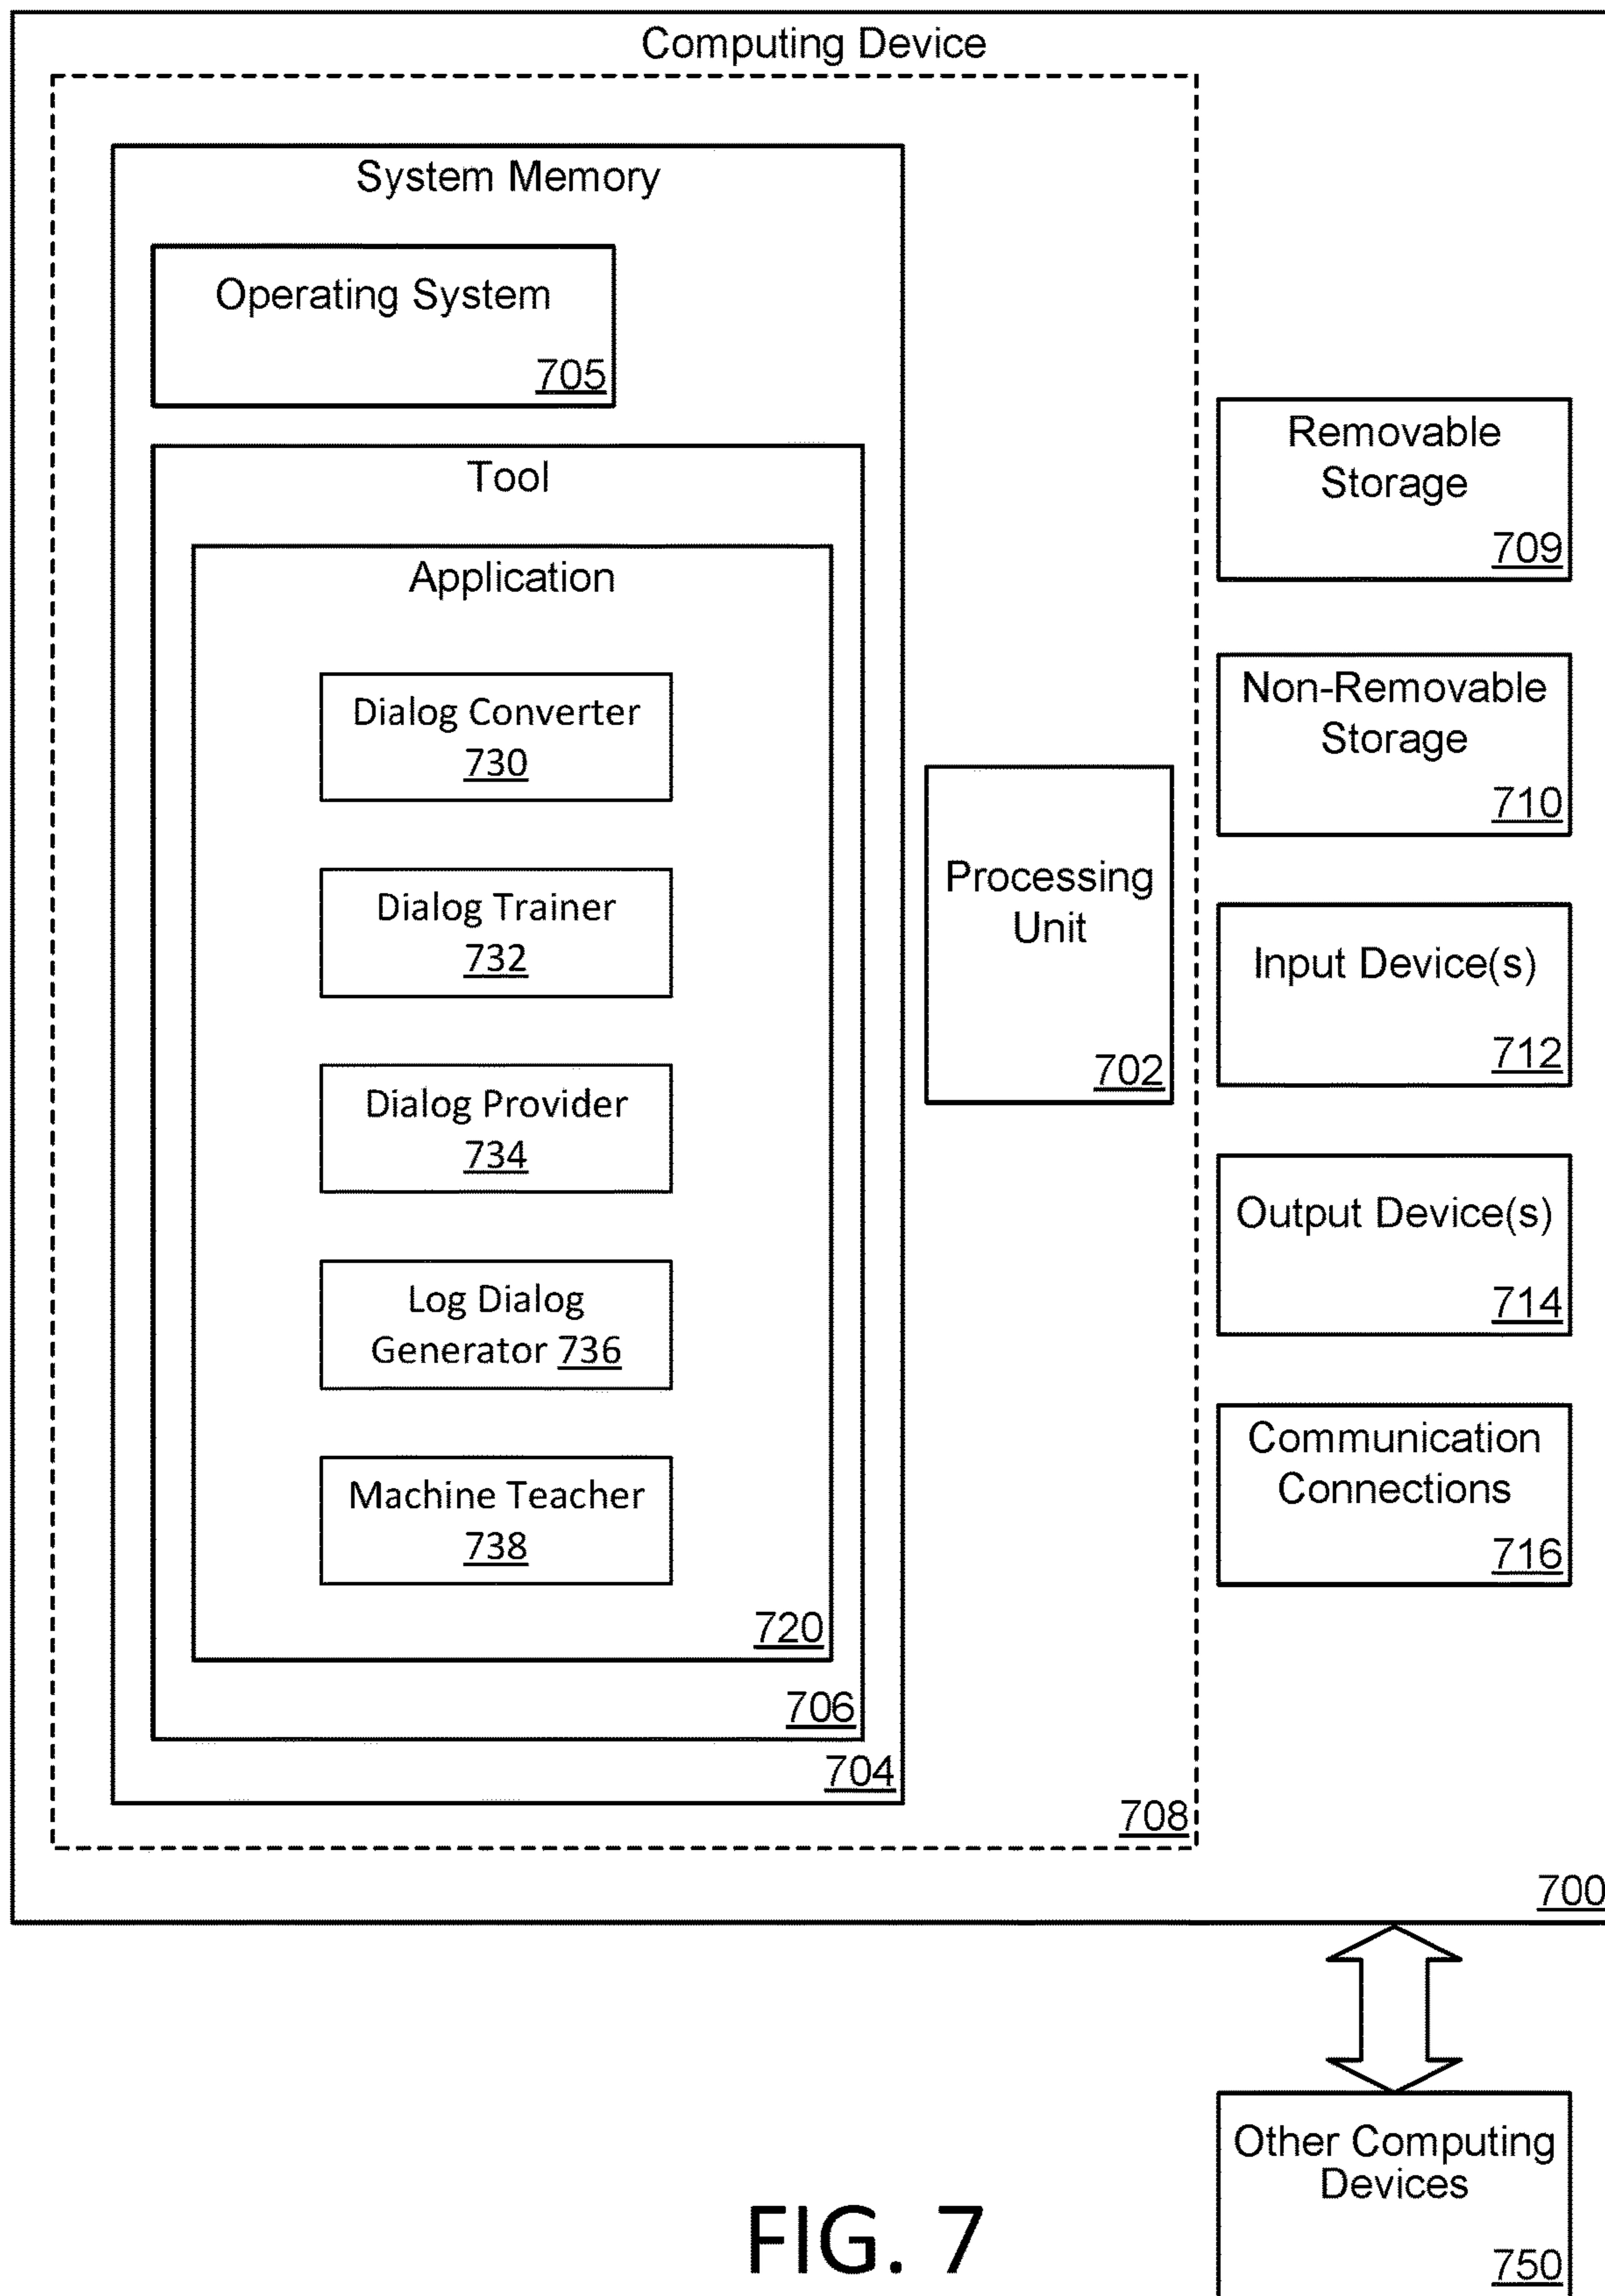 Computing Device
System Memory
Operating System
705
Tool
Application
Dialog Converter
730
Dialog Trainer
732
Dialog Provider
734
Log Dialog
Generator 736
Machine Teacher
738
720
706
704
Processing
Unit
702
708
Removable
Storage
709
Non-Removable
Storage
710
Input Device(s)
712
Output Device(s)
714
Communication
Connections
716
700
Other Computing
Devices
750
FIG. 7